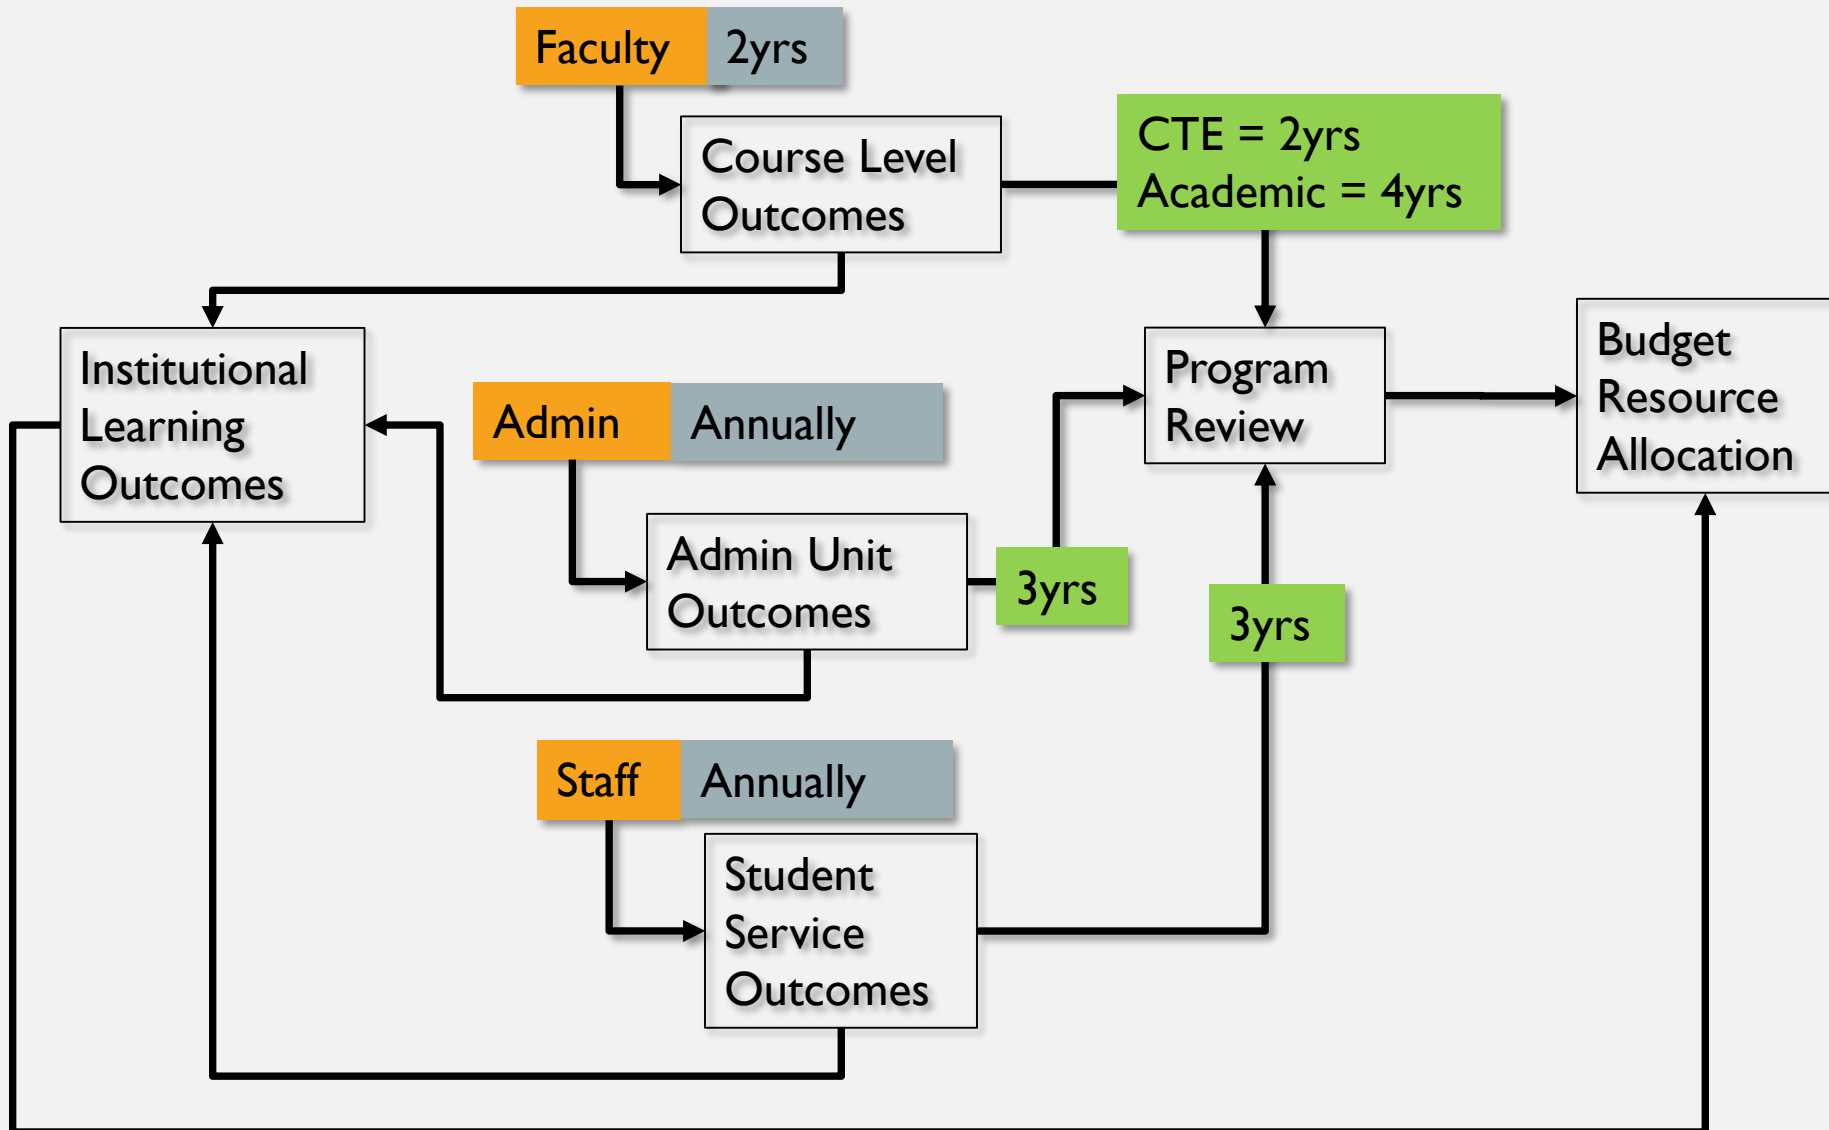 Faculty 2yrs
CTE = 2yrs
Academic = 4yrs
Course Level
Outcomes
Institutional
Learning
Outcomes
Admin Annually
Program
Review
Budget
Resource
Allocation
Admin Unit
Outcomes
3yrs
3yrs
Staff Annually
Student
Service
Outcomes